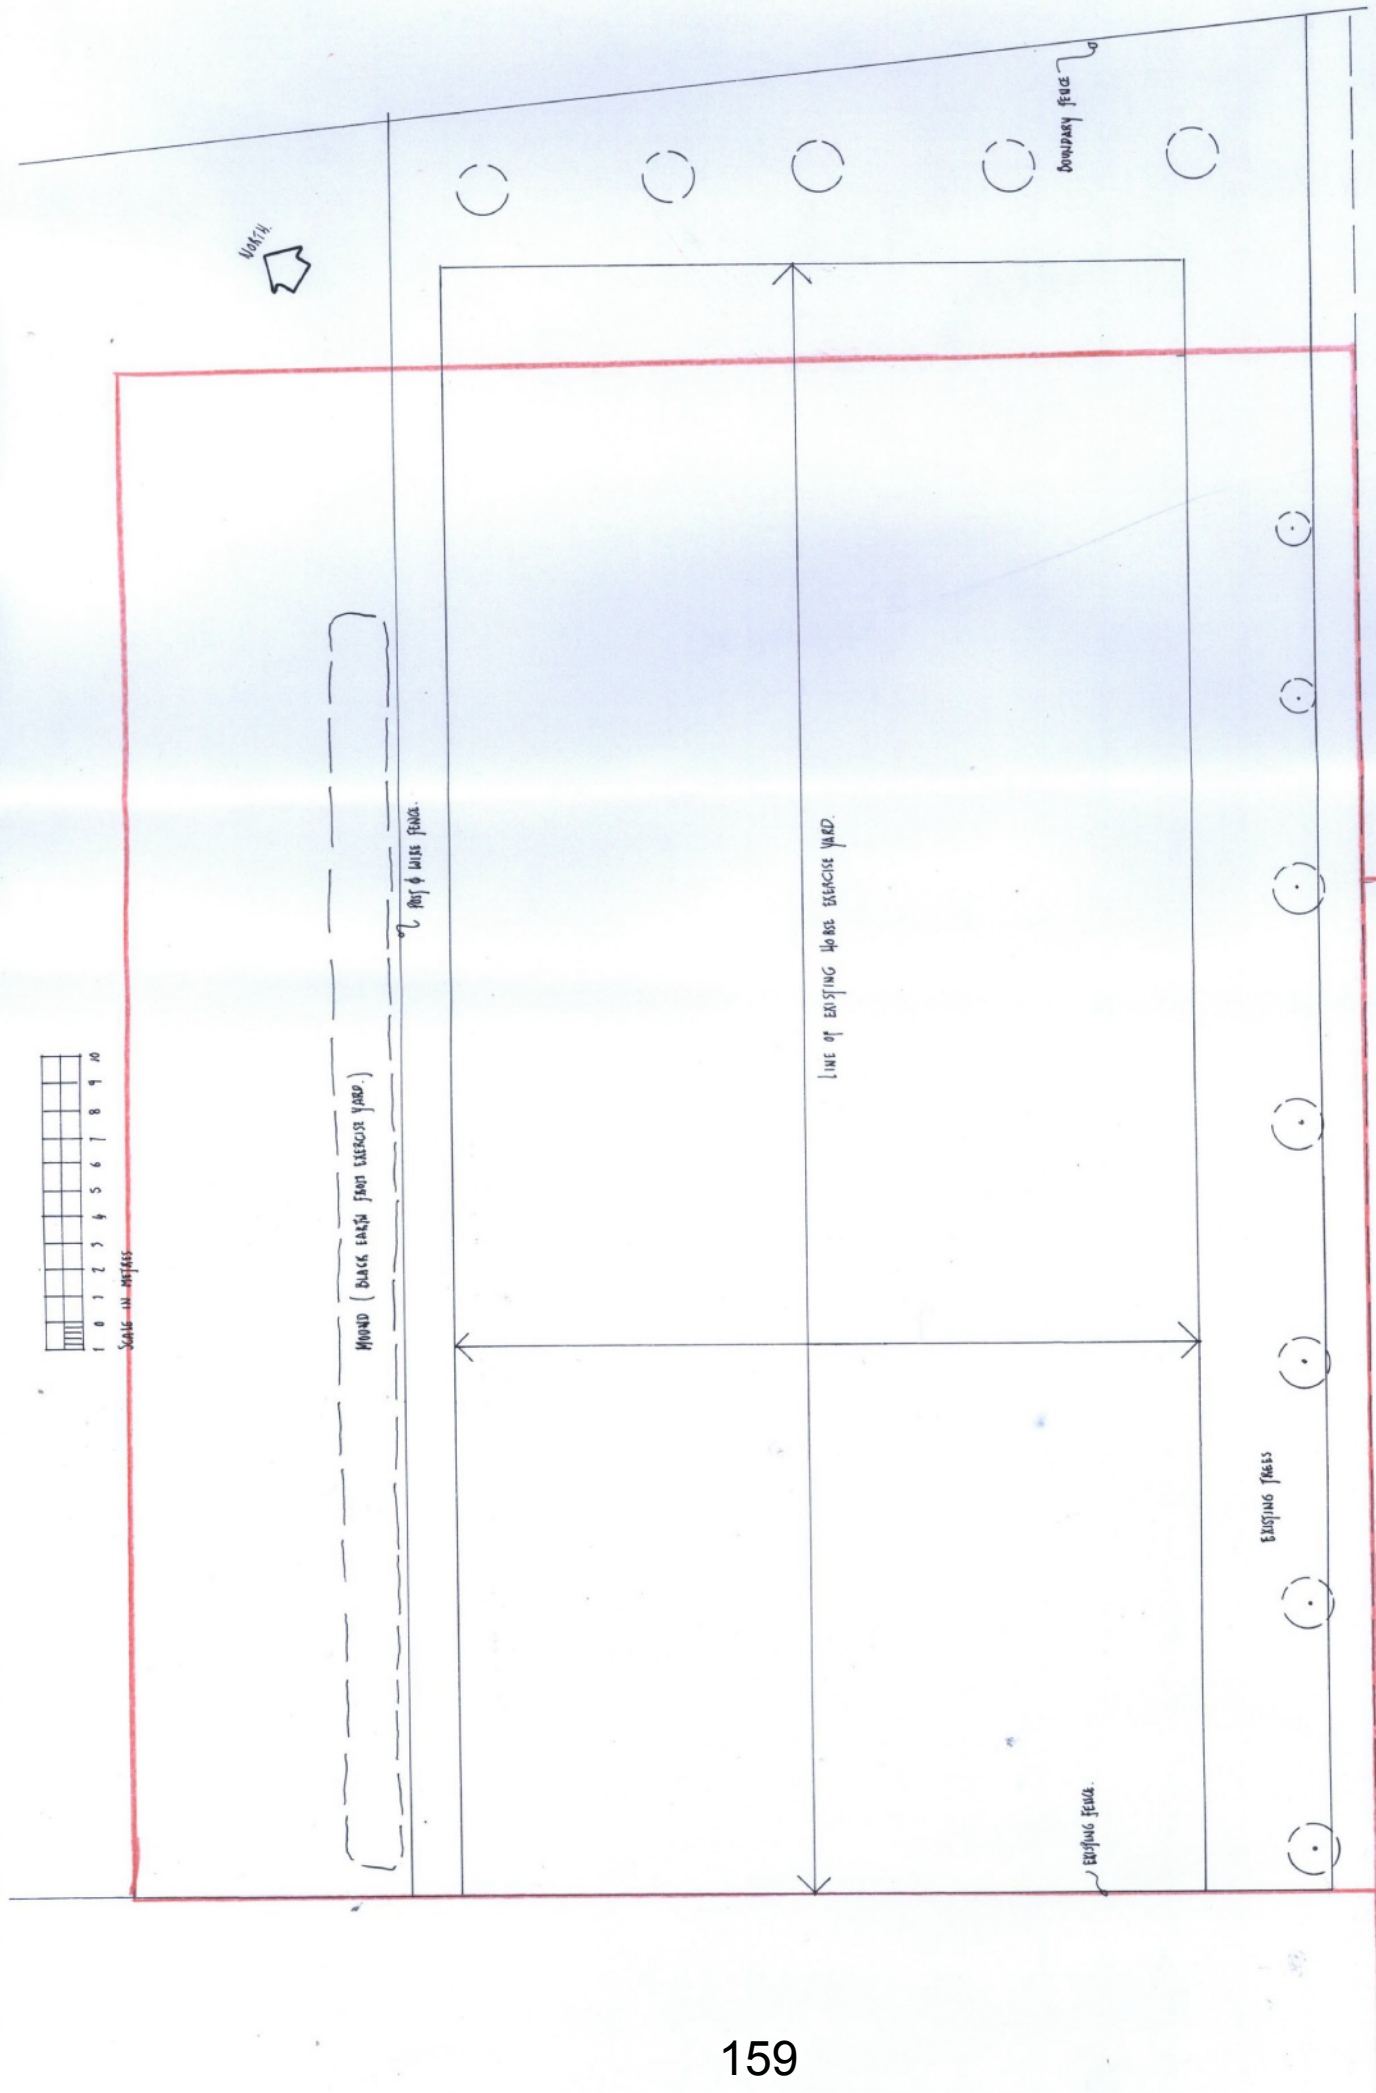 BOUNDARY FENCE
NORTH.
POST & WIRE FENCE.
LINE OF EXISTING HORSE EXERCISE YARD.
MOUND ( BLACK EARTH FROM EXERCISE YARD.)
1 0 1 2 3 4 5 6 7 8 9 10
SCALE IN METRES
EXISTING TREES
EXISTING FENCE.
159